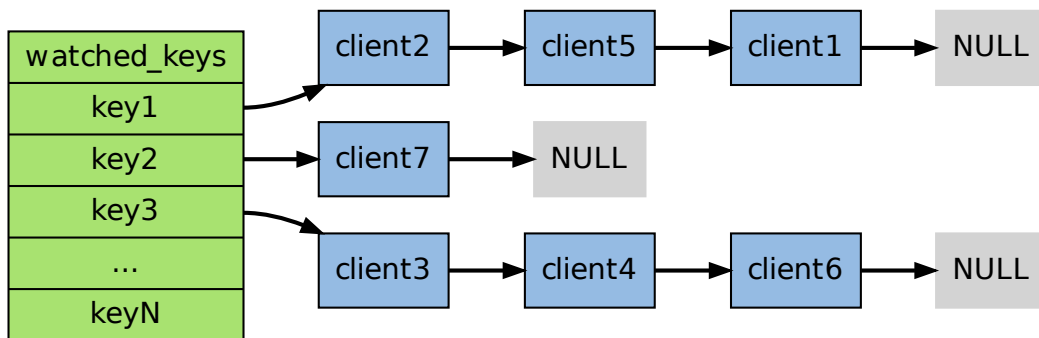 watched_keys
key1
key2
key3
...
keyN
client2 client5 client1 NULL
client7 NULL
client3 client4 client6 NULL